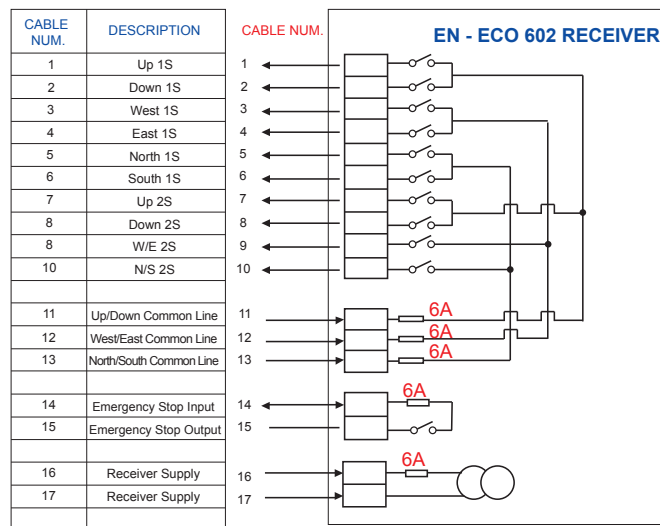 CABLE NUM. DESCRIPTION CABLE NUM. EN - ECO 602 RECEIVER
1 Up 1S 1
2 Down 1S 2
3 West 1S 3
4 East 1S 4
5 North 1S 5
6 South 1S 6
7 Up 2S 7
8 Down 2S 8
8 W/E 2S 9
10 N/S 2S 10
11 Up/Down Common Line 11 6A
12 West/East Common Line 12 6A
13 North/South Common Line 13 6A
14 Emergency Stop Input 14 6A
15 Emergency Stop Output 15
16 Receiver Supply 16 6A
17 Receiver Supply 17